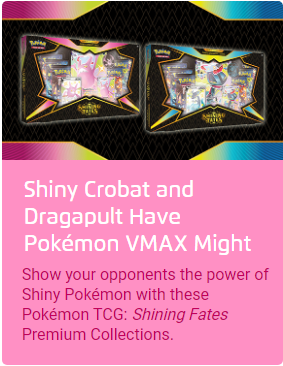 Shiny Crobat and
Dragapult Have
Pokémon VMAX Might
Show your opponents the power of
Shiny Pokémon with these
Pokémon TCG: Shining Fates
Premium Collections.